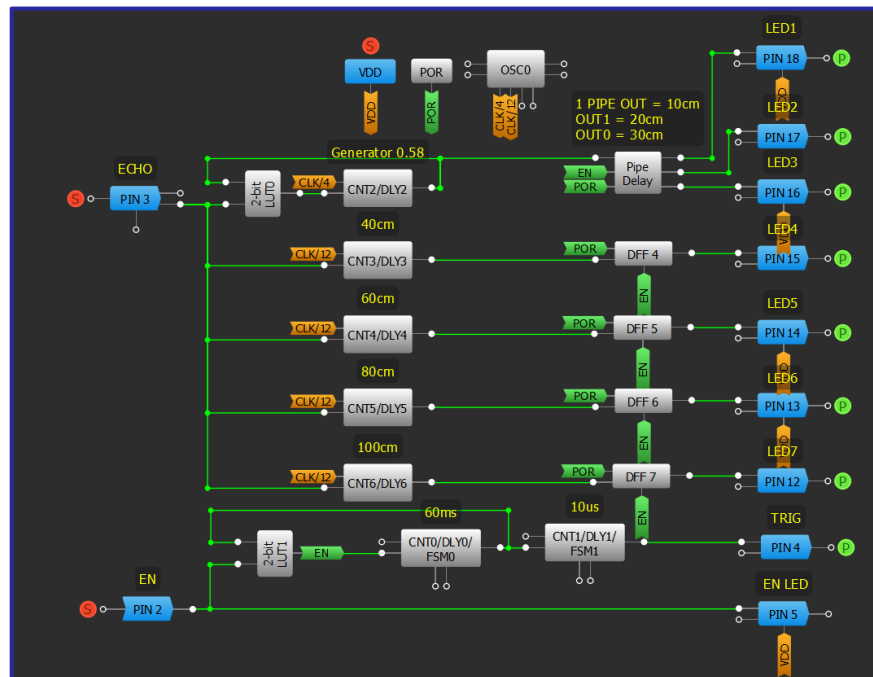 LED1
S
VDD
POR
OSC0
PIN 18
P
VDD
POR
CLK/4
CLK/12
1 PIPE OUT = 10cm
OUT1 = 20cm
OUT0 = 30cm
LED2
PIN 17
P
Generator 0.58
ECHO
EN
POR
Pipe
Delay
LED3
S
PIN 3
2-bit
LUT0
CLK/4
CNT2/DLY2
PIN 16
P
40cm
LED4
CLK/12
CNT3/DLY3
POR
DFF 4
PIN 15
P
60cm
EN
LED5
CLK/12
CNT4/DLY4
POR
DFF 5
PIN 14
P
80cm
EN
LED6
CLK/12
CNT5/DLY5
POR
DFF 6
PIN 13
P
100cm
EN
LED7
CLK/12
CNT6/DLY6
POR
DFF 7
PIN 12
P
60ms
10us
EN
TRIG
2-bit
LUT1
EN
CNT0/DLY0/
FSM0
CNT1/DLY1/
FSM1
PIN 4
P
EN
EN LED
S
PIN 2
PIN 5
VDD